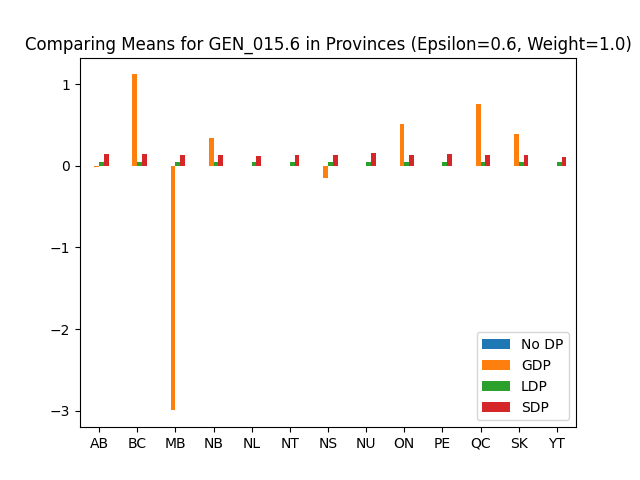 Comparing Means for GEN_015.6 in Provinces (Epsilon=0.6, Weight=1.0)
1
0
−1
−2
−3
No DP
GDP
LDP
SDP
AB BC MB NB NL NT NS NU ON PE QC SK YT